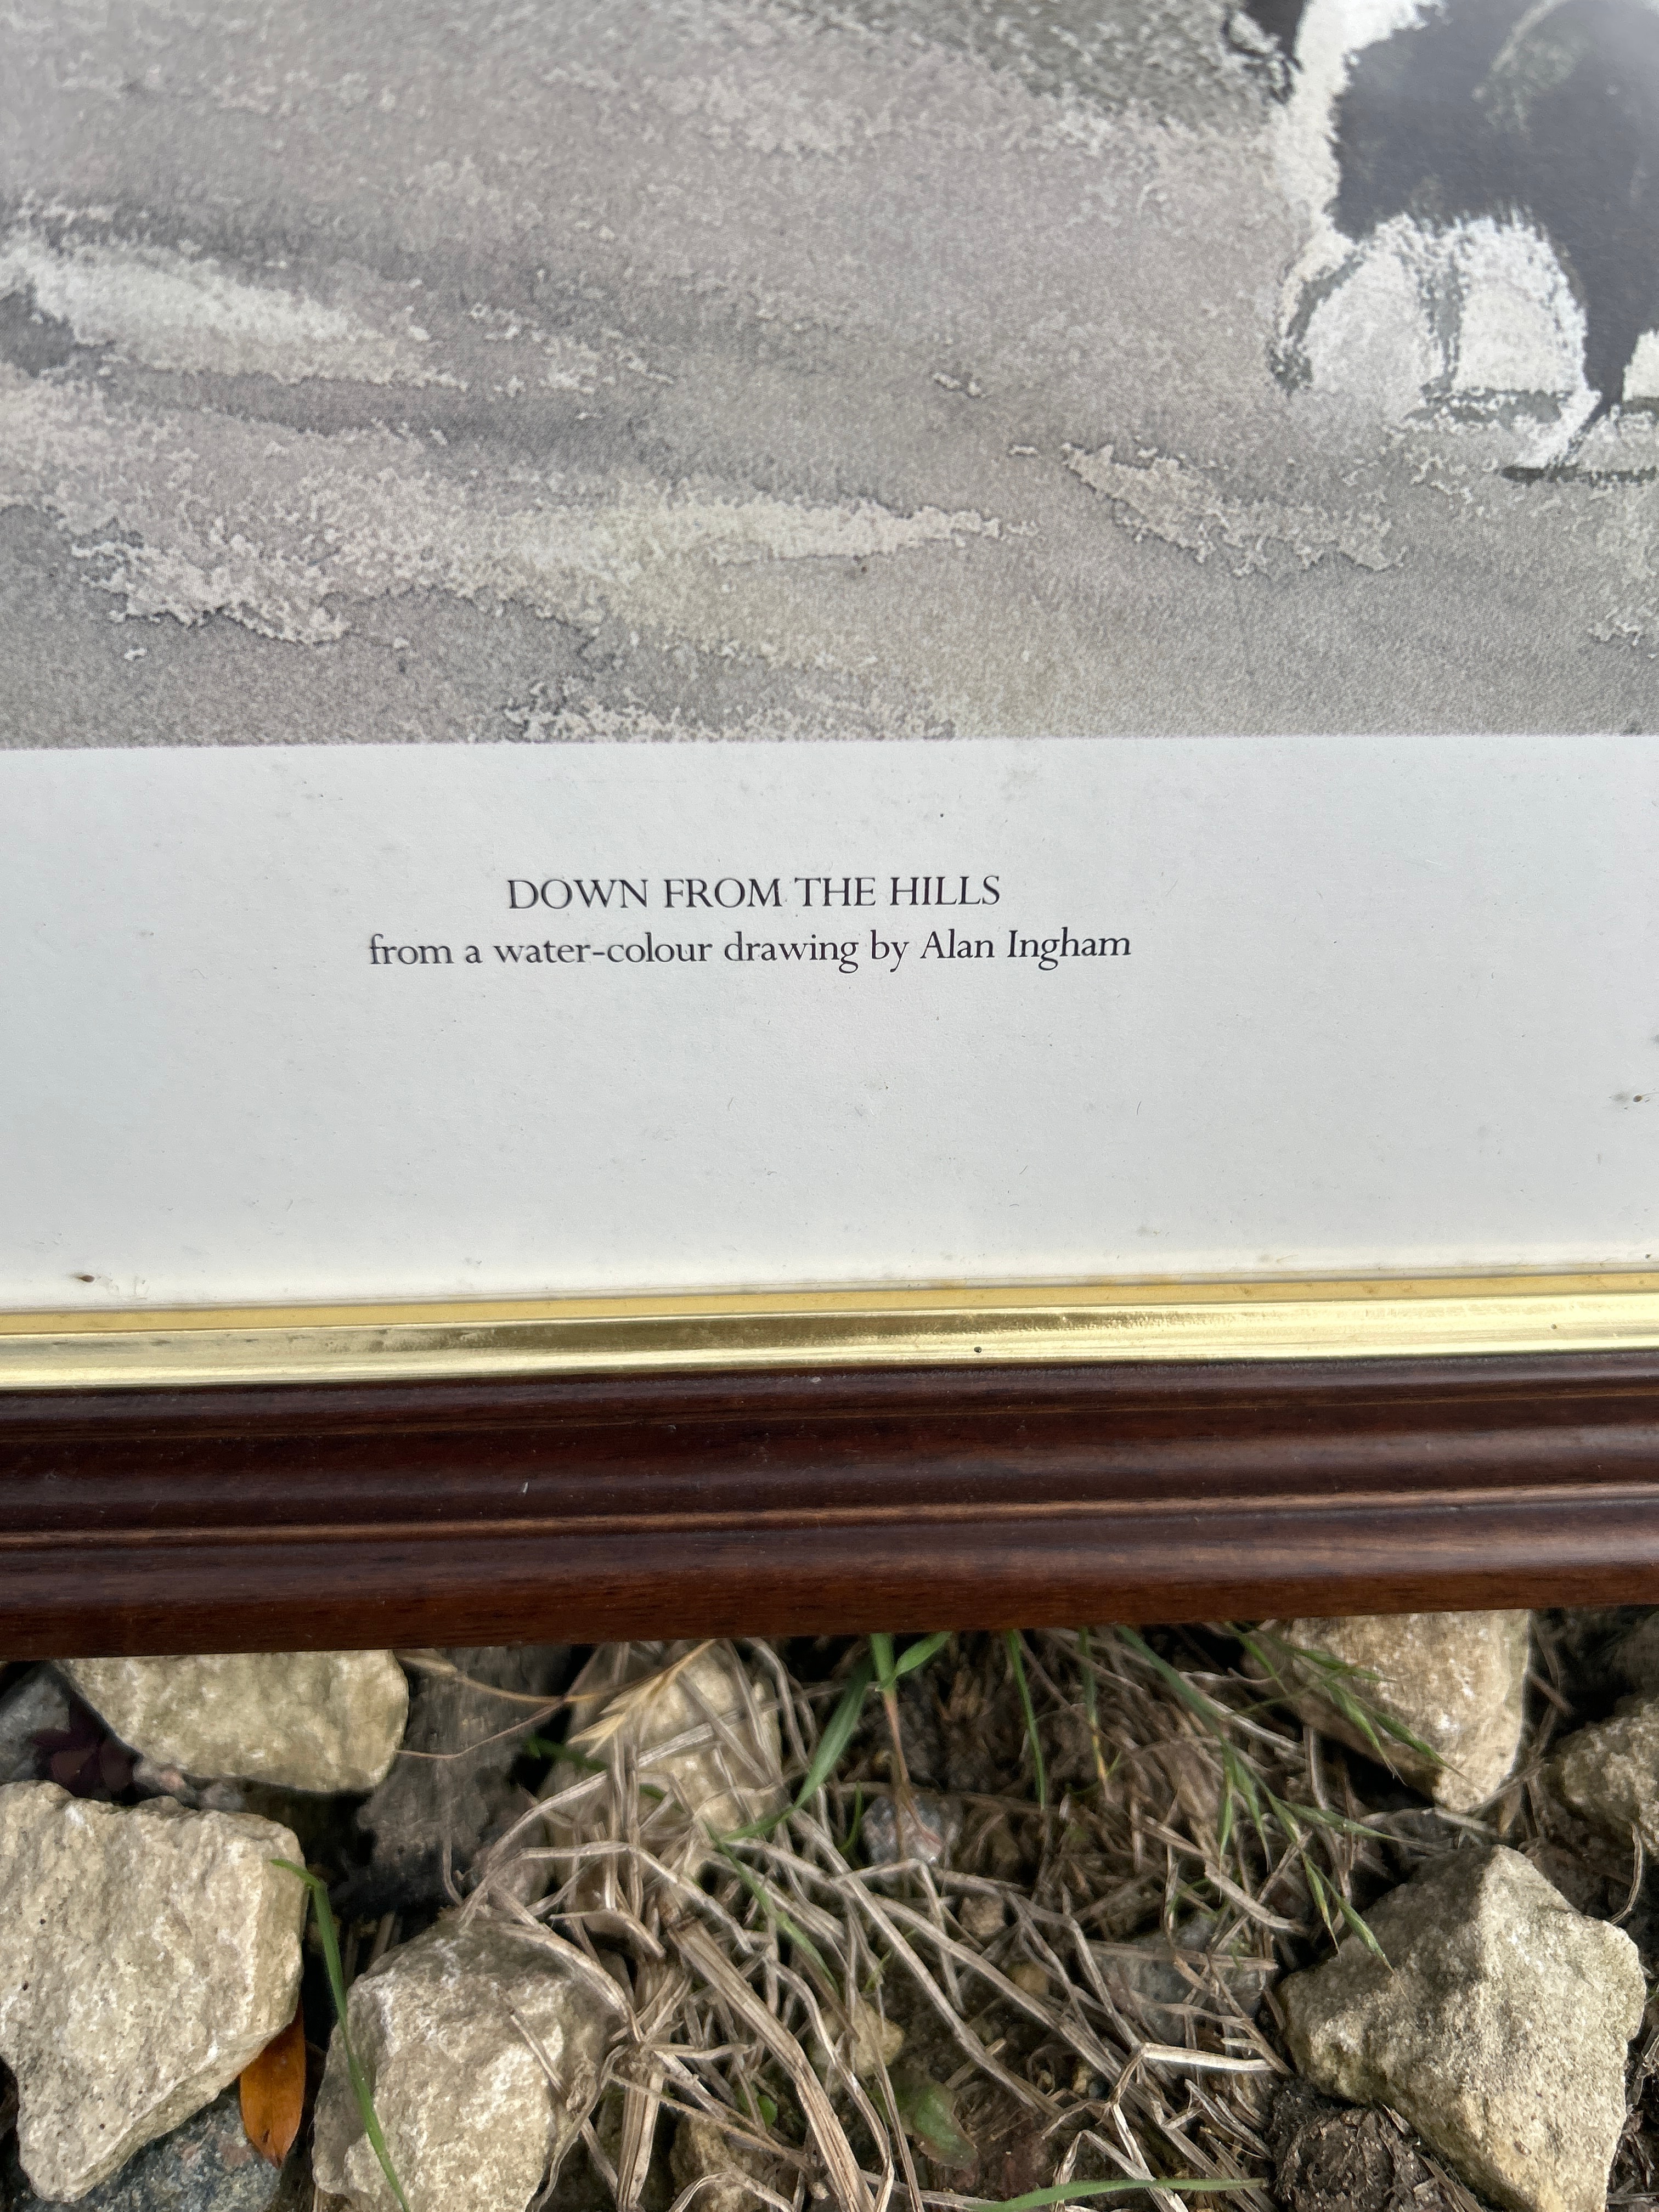 DOWN FROM THE HILLS
from a water-colour drawing by Alan Ingham